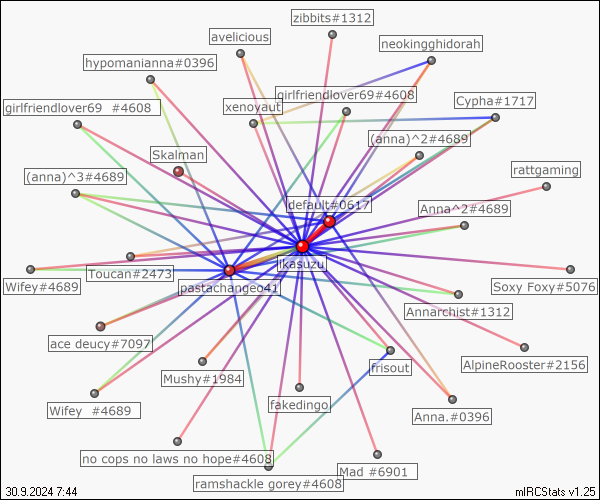 zibbits#1312
avelicious
neokingghidorah
hypomanianna#0396
girlfriendlover69#4608
xenoyaut
Cypha#1717
girlfriendlover69 #4608
(anna)^2#4689
Skalman
rattgaming
(anna)^3#4689
default#0617
Anna^2#4689
Ikasuzu
Toucan#2473
Wifey#4689
pastachangeo41
Soxy Foxy#5076
Annarchist#1312
ace deucy#7097
frisout
AlpineRooster#2156
Mushy#1984
fakedingo
Wifey #4689
Anna.#0396
no cops no laws no hope#4608
Mad #6901
ramshackle gorey#4608
30.9.2024 7:44
mIRCStats v1.25